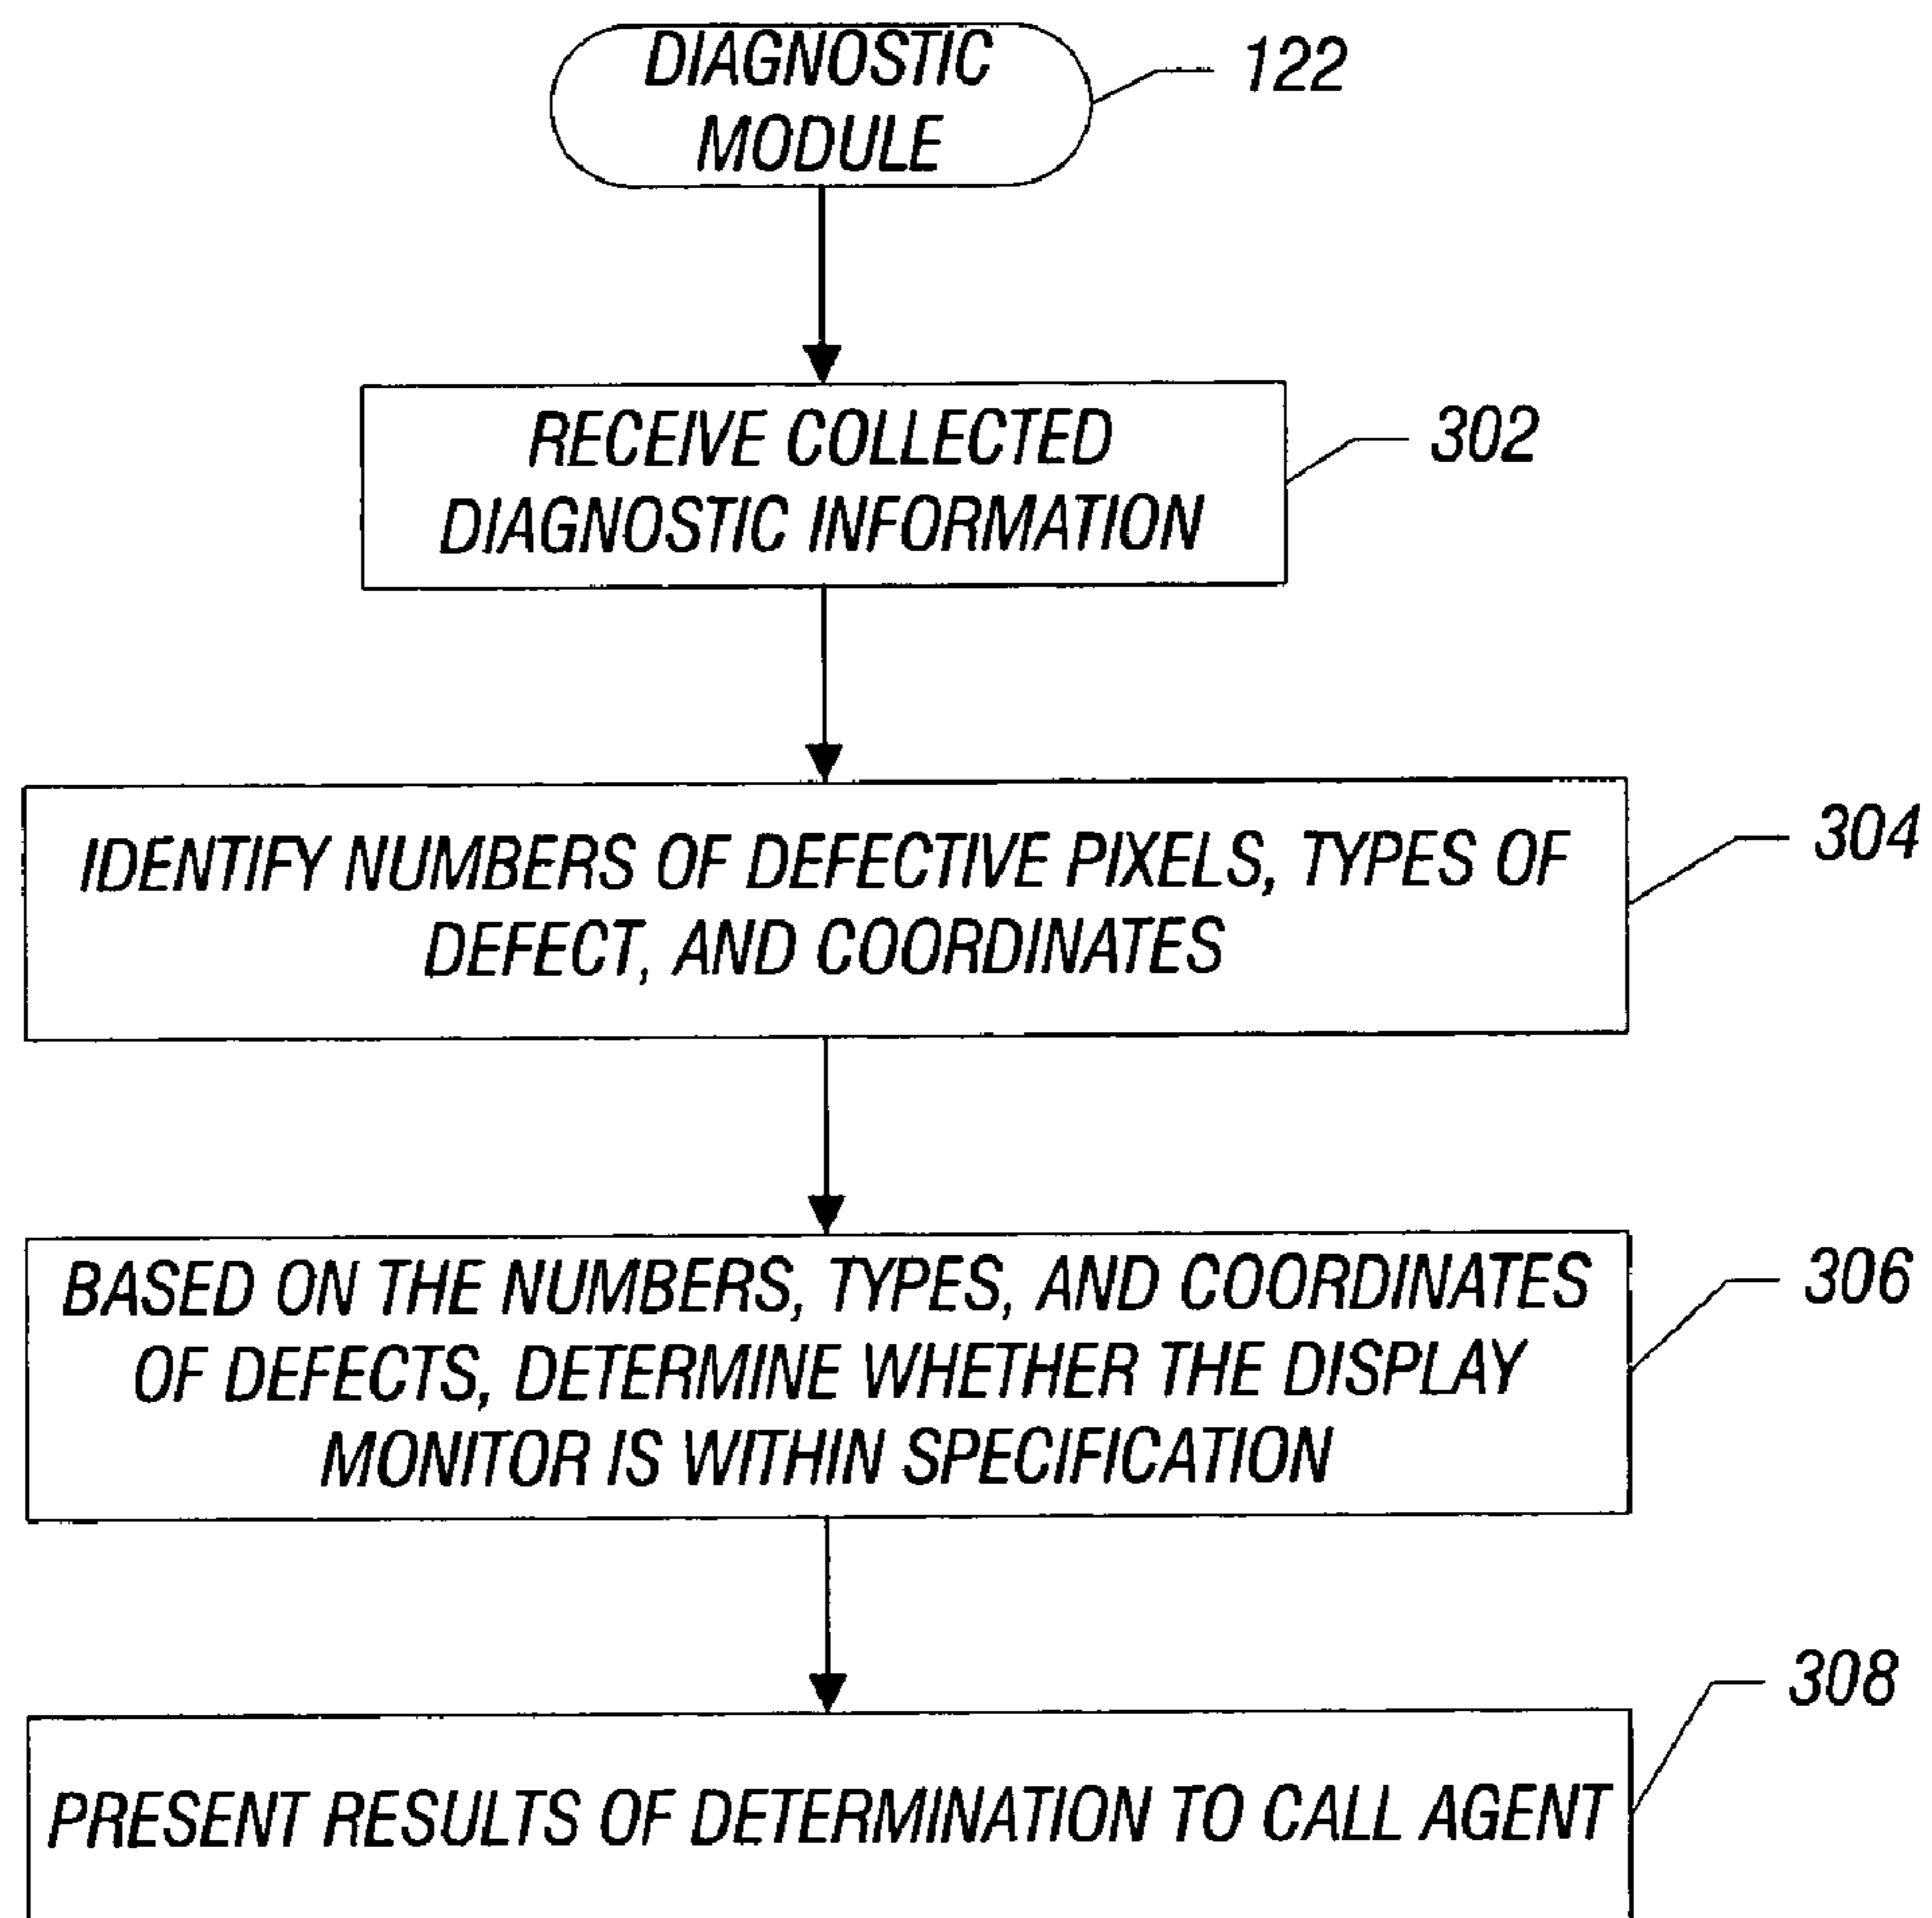 DIAGNOSTIC
MODULE
122
RECEIVE COLLECTED
DIAGNOSTIC INFORMATION
302
IDENTIFY NUMBERS OF DEFECTIVE PIXELS, TYPES OF
DEFECT, AND COORDINATES
304
BASED ON THE NUMBERS, TYPES, AND COORDINATES
OF DEFECTS, DETERMINE WHETHER THE DISPLAY
MONITOR IS WITHIN SPECIFICATION
306
PRESENT RESULTS OF DETERMINATION TO CALL AGENT
308